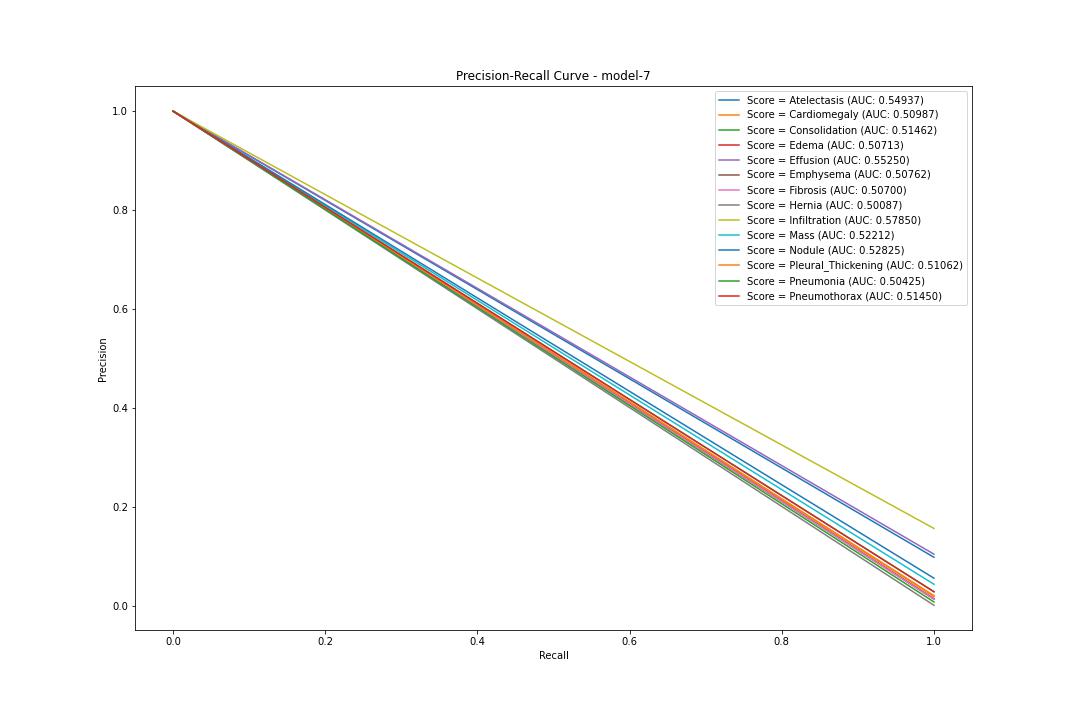 Precision-Recall Curve - model-7
Score = Atelectasis (AUC: 0.54937)
Score = Cardiomegaly (AUC: 0.50987)
Score = Consolidation (AUC: 0.51462)
Score = Edema (AUC: 0.50713)
Score = Effusion (AUC: 0.55250)
Score = Emphysema (AUC: 0.50762)
Score = Fibrosis (AUC: 0.50700)
Score = Hernia (AUC: 0.50087)
Score = Infiltration (AUC: 0.57850)
Score = Mass (AUC: 0.52212)
Score = Nodule (AUC: 0.52825)
Score = Pleural_Thickening (AUC: 0.51062)
Score = Pneumonia (AUC: 0.50425)
Score = Pneumothorax (AUC: 0.51450)
Precision
1.0
0.8
0.6
0.4
0.2
0.0
0.0 0.2 0.4 0.6 0.8 1.0
Recall